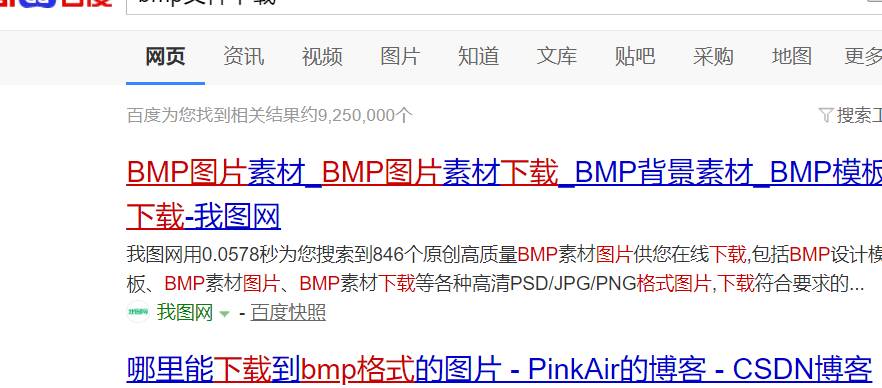 百度
bmp文件下载
网页 资讯 视频 图片 知道 文库 贴吧 采购 地图 更多
百度为您找到相关结果约9,250,000个
搜索工
BMP图片素材_BMP图片素材下载_BMP背景素材_BMP模板
下载-我图网
我图网用0.0578秒为您搜索到846个原创高质量BMP素材图片供您在线下载,包括BMP设计模
板、BMP素材图片、BMP素材下载等各种高清PSD/JPG/PNG格式图片,下载符合要求的...
我图网 - 百度快照
哪里能下载到bmp格式的图片 - PinkAir的博客 - CSDN博客